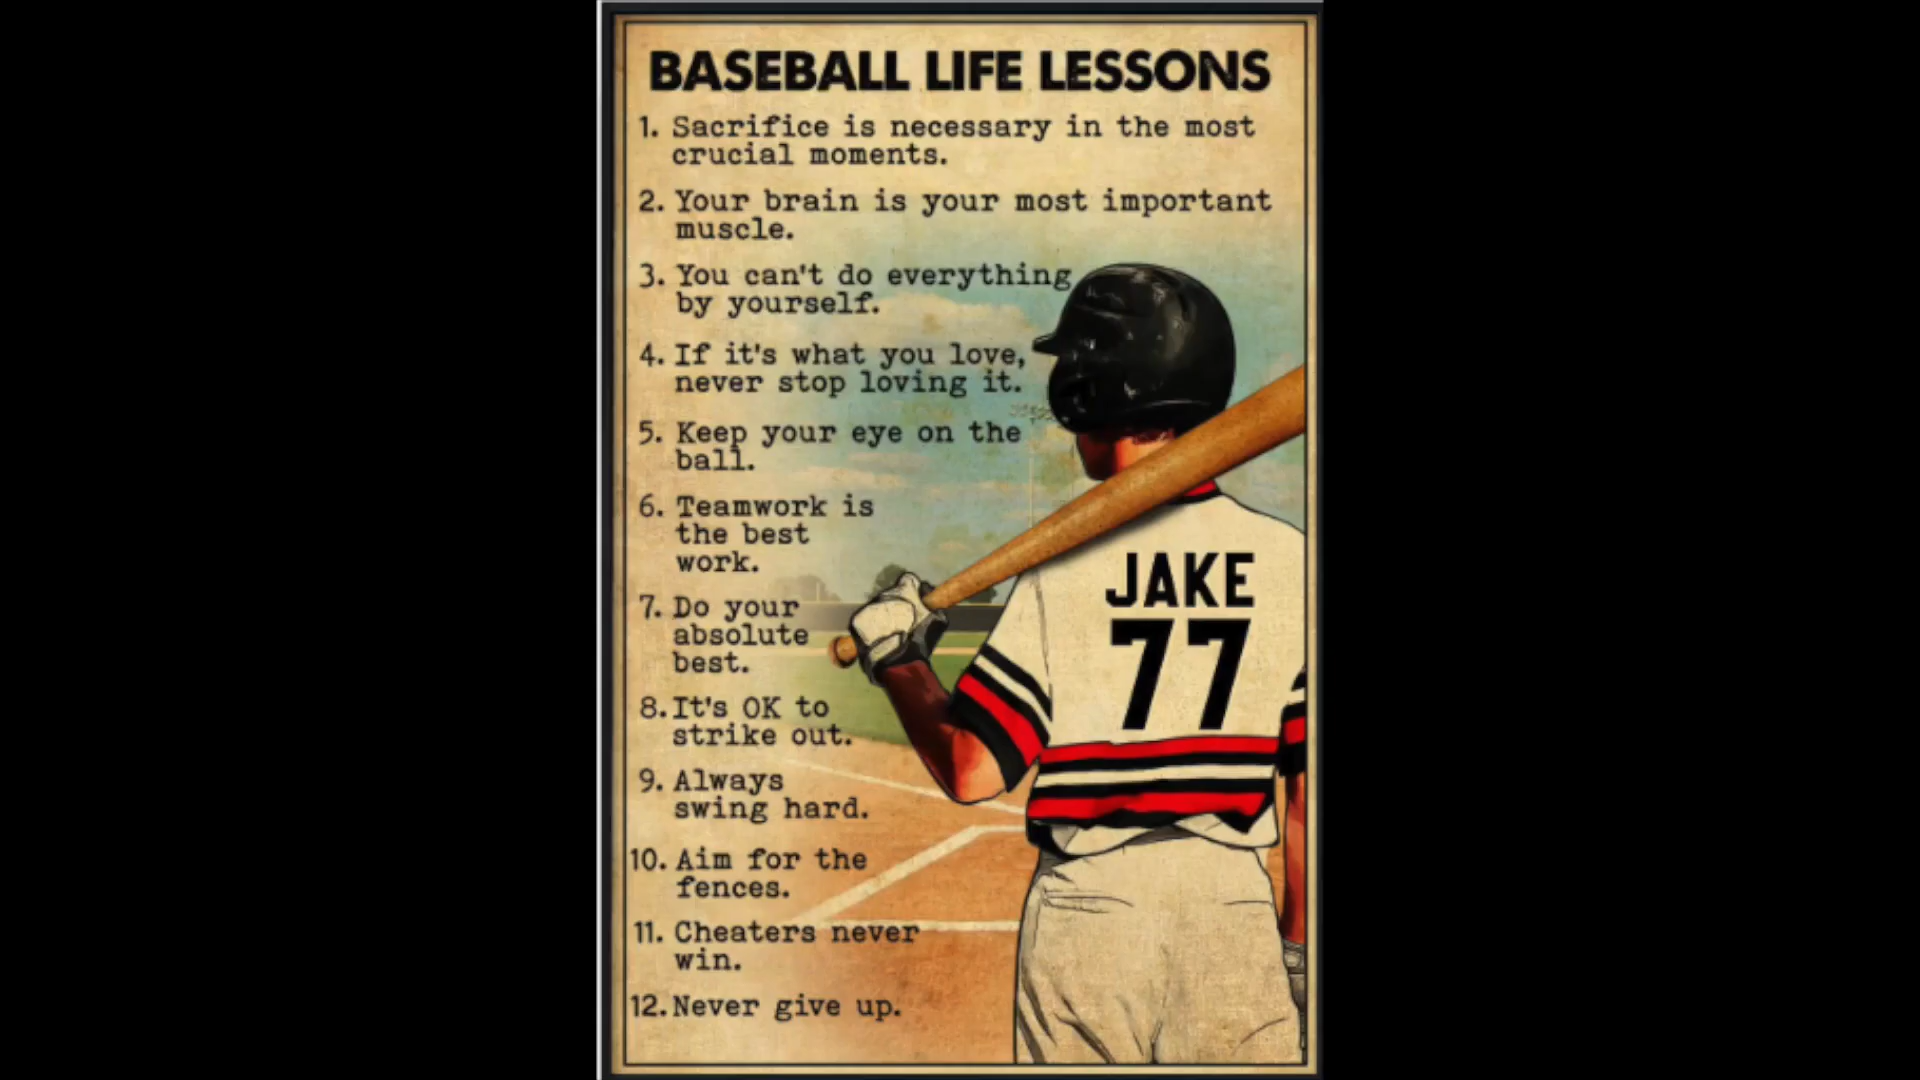 BASEBALL LIFE LESSONS
1. Sacrifice is necessary in the most
crucial moments.
2. Your brain is your most important
muscle.
3. You can't do everything
by yourself.
4. If it's what you love,
never stop loving it.
5. Keep your eye on the
ball.
6. Teamwork is
the best
work.
7. Do your
absolute
best.
8. It's OK to
strike out.
9. Always
swing hard.
10. Aim for the
fences.
11. Cheaters never
win.
12. Never give up.
JAKE
77